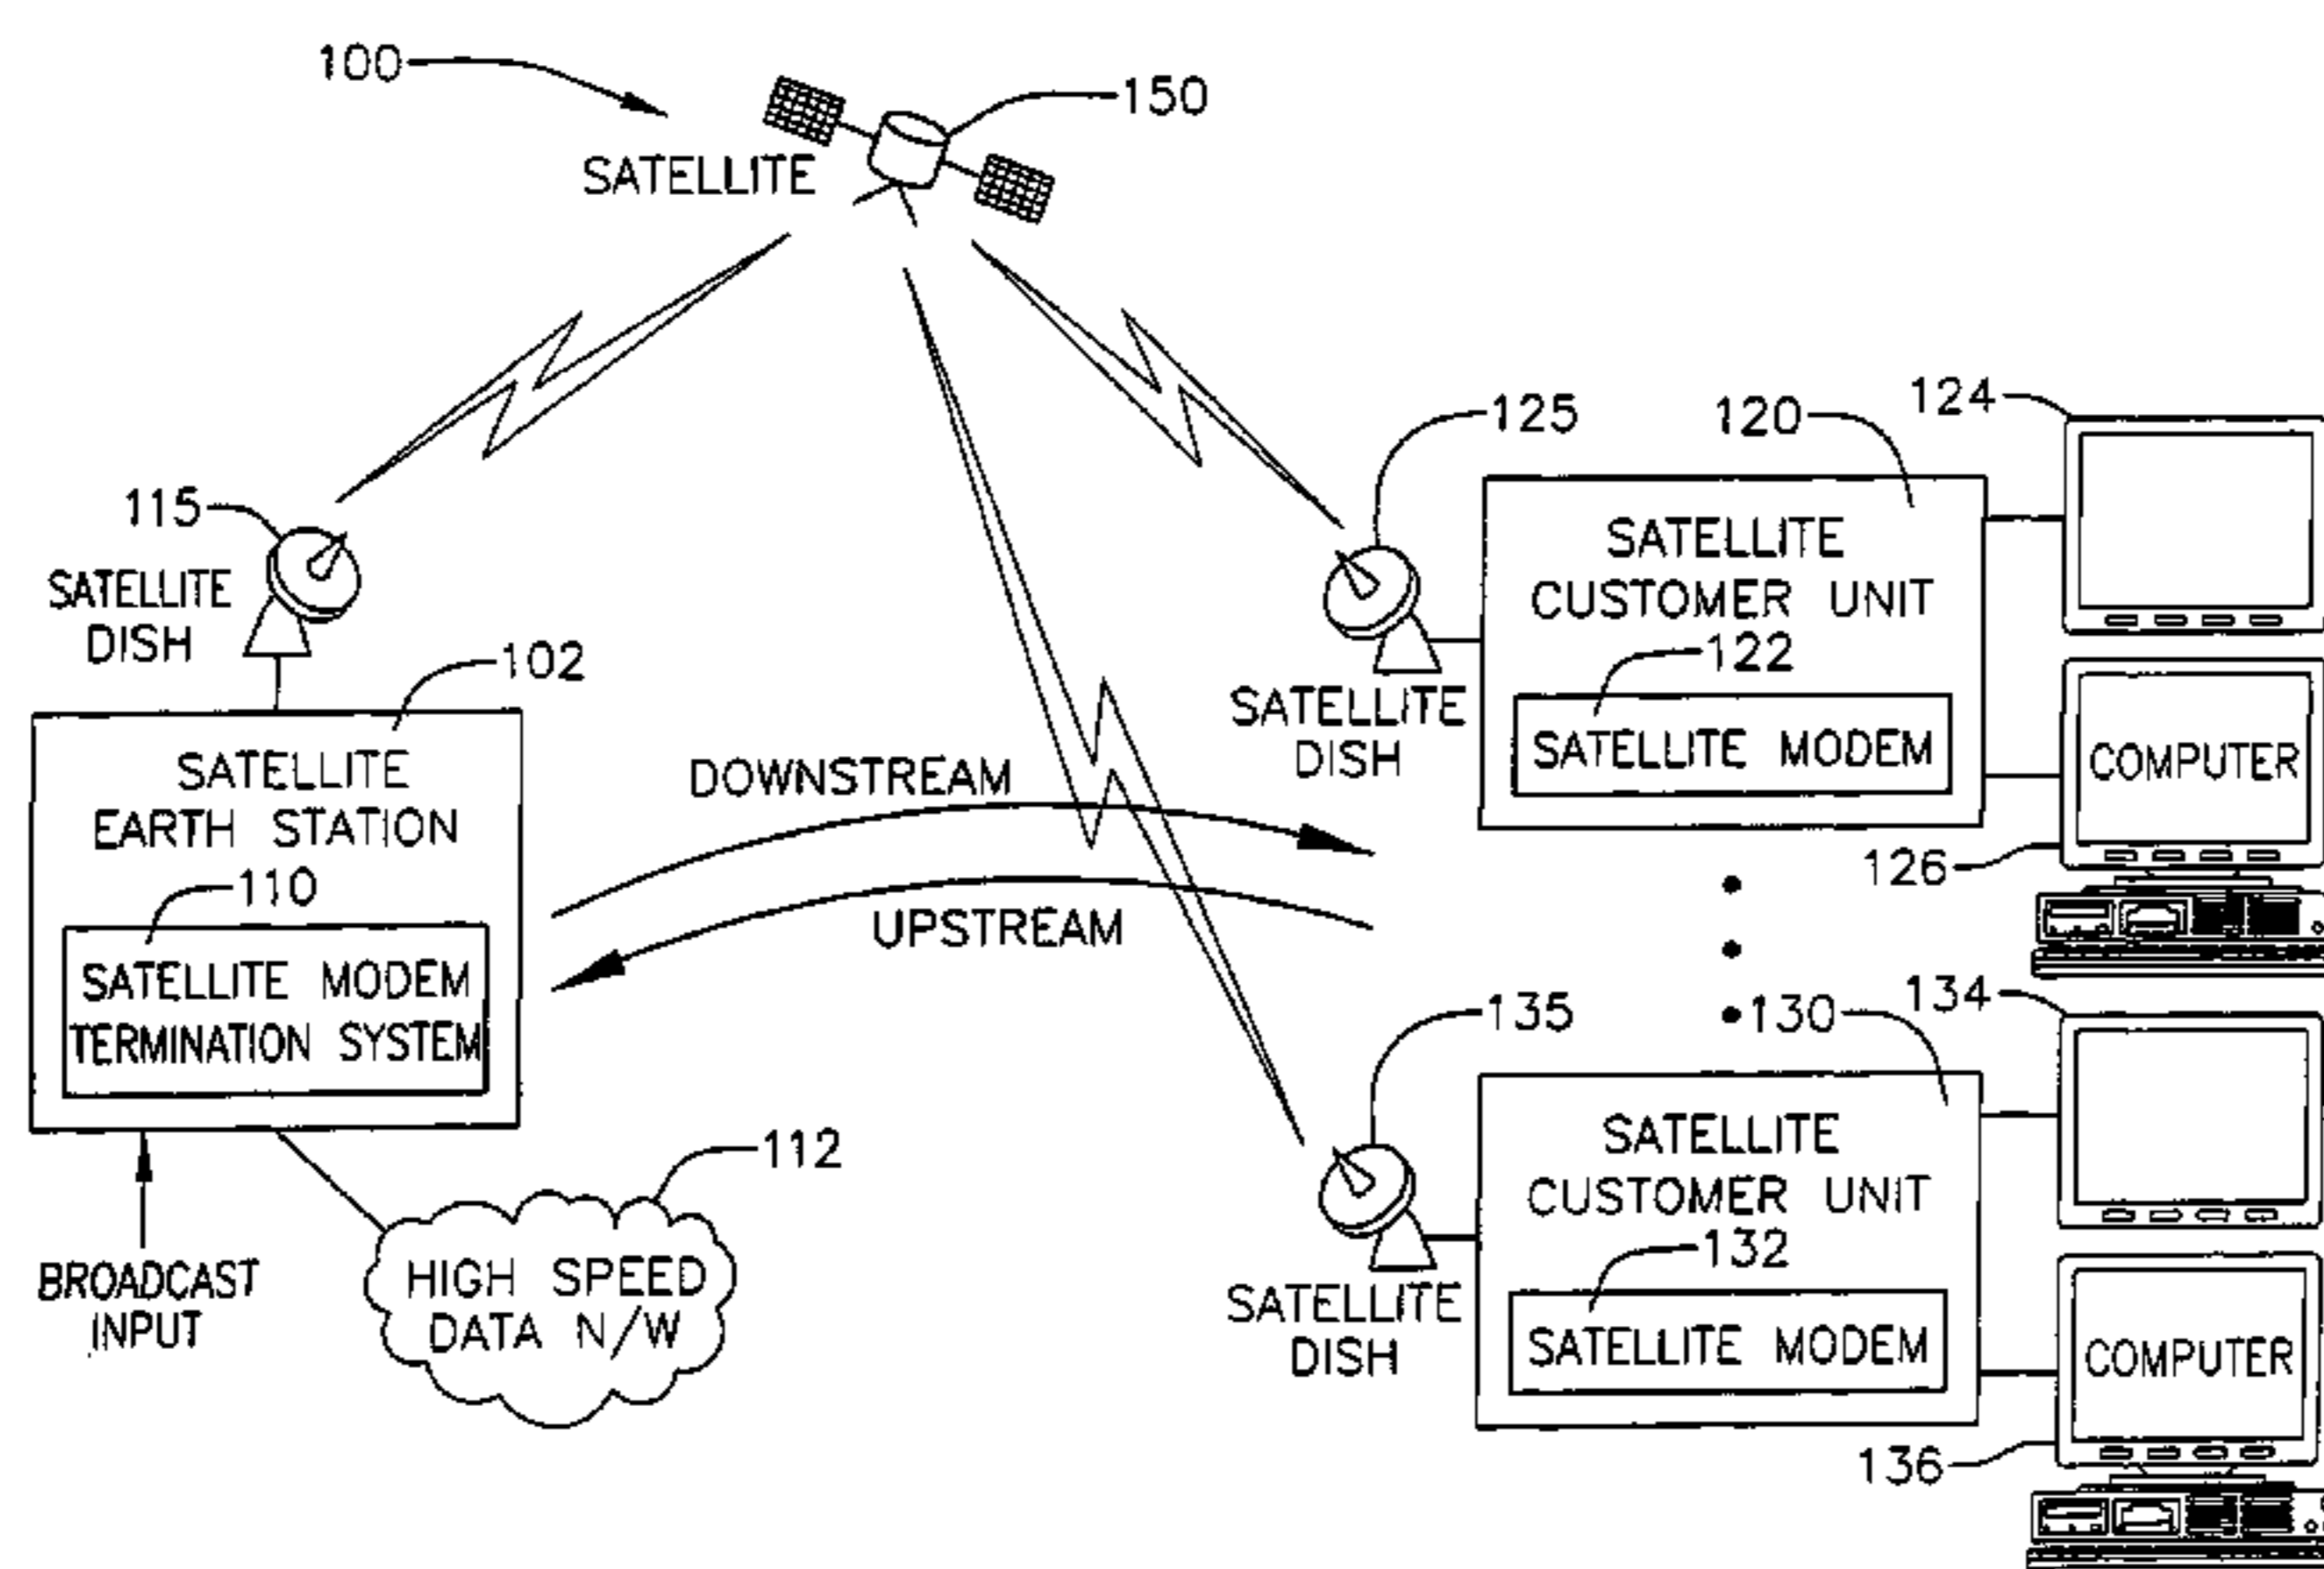 100
150
SATELLITE
115
SATELLITE
DISH
102
SATELLITE
EARTH STATION
110
SATELLITE MODEM
TERMINATION SYSTEM
BROADCAST
INPUT
112
HIGH SPEED
DATA N/W
DOWNSTREAM
UPSTREAM
125
SATELLITE
DISH
120
SATELLITE
CUSTOMER UNIT
122
SATELLITE MODEM
124
COMPUTER
126
135
SATELLITE
DISH
130
SATELLITE
CUSTOMER UNIT
132
SATELLITE MODEM
134
COMPUTER
136